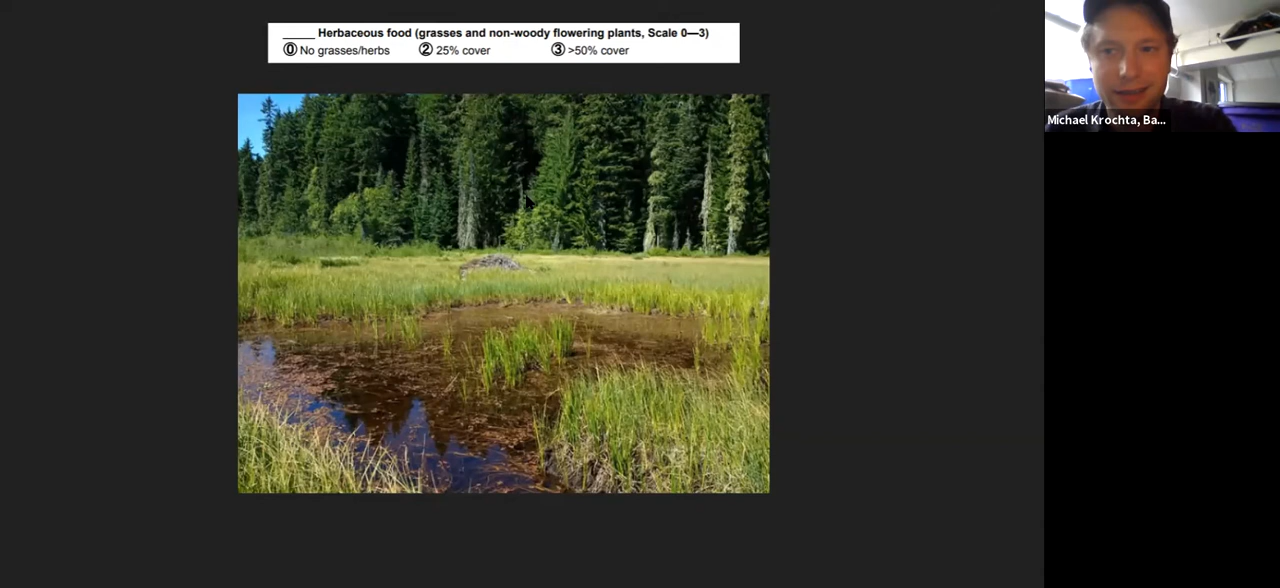 _____ Herbaceous food (grasses and non-woody flowering plants, Scale 0—3)
⓪ No grasses/herbs ② 25% cover ③ >50% cover
Michael Krochta, Ba...